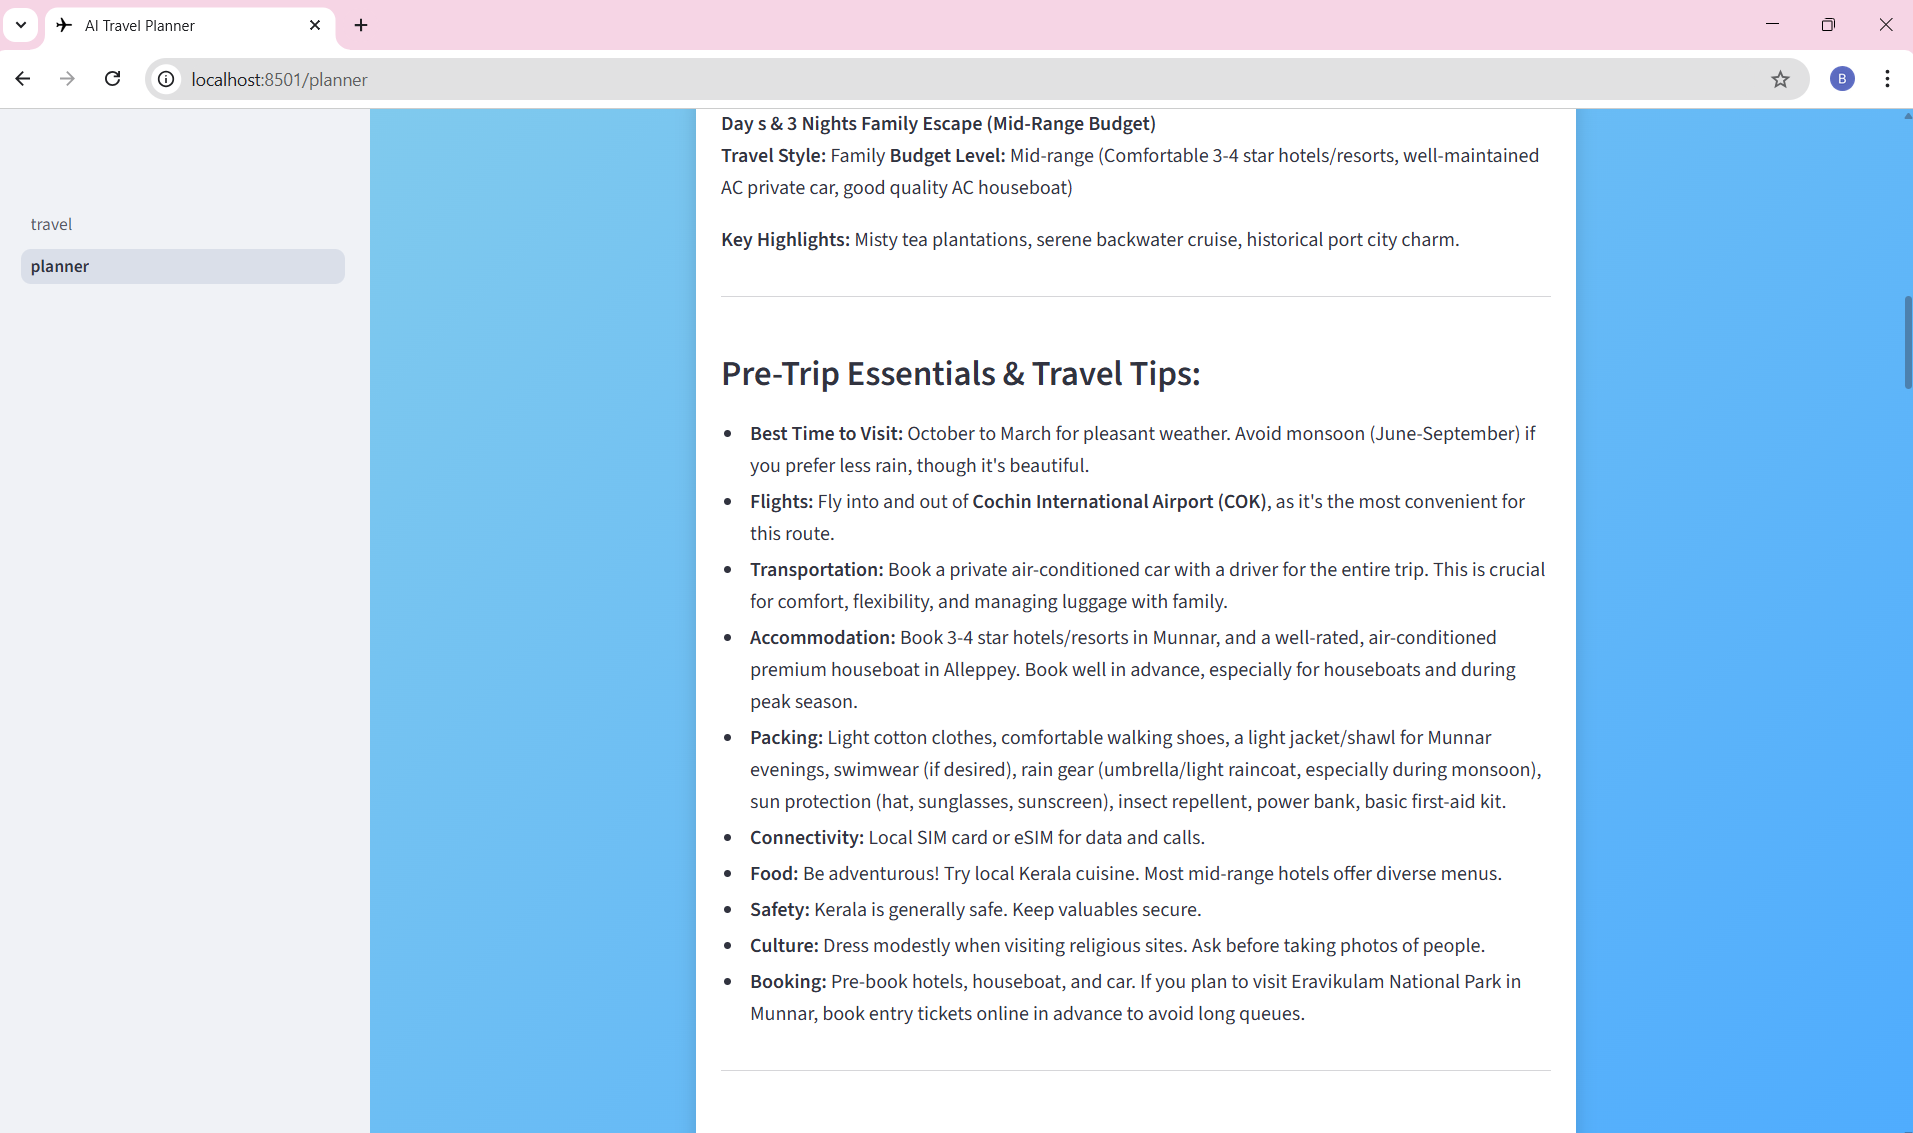 AI Travel Planner
localhost:8501/planner
B
travel
planner
Day s & 3 Nights Family Escape (Mid-Range Budget)
Travel Style: Family Budget Level: Mid-range (Comfortable 3-4 star hotels/resorts, well-maintained
AC private car, good quality AC houseboat)
Key Highlights: Misty tea plantations, serene backwater cruise, historical port city charm.
Pre-Trip Essentials & Travel Tips:
• Best Time to Visit: October to March for pleasant weather. Avoid monsoon (June-September) if
you prefer less rain, though it's beautiful.
• Flights: Fly into and out of Cochin International Airport (COK), as it's the most convenient for
this route.
• Transportation: Book a private air-conditioned car with a driver for the entire trip. This is crucial
for comfort, flexibility, and managing luggage with family.
• Accommodation: Book 3-4 star hotels/resorts in Munnar, and a well-rated, air-conditioned
premium houseboat in Alleppey. Book well in advance, especially for houseboats and during
peak season.
• Packing: Light cotton clothes, comfortable walking shoes, a light jacket/shawl for Munnar
evenings, swimwear (if desired), rain gear (umbrella/light raincoat, especially during monsoon),
sun protection (hat, sunglasses, sunscreen), insect repellent, power bank, basic first-aid kit.
• Connectivity: Local SIM card or eSIM for data and calls.
• Food: Be adventurous! Try local Kerala cuisine. Most mid-range hotels offer diverse menus.
• Safety: Kerala is generally safe. Keep valuables secure.
• Culture: Dress modestly when visiting religious sites. Ask before taking photos of people.
• Booking: Pre-book hotels, houseboat, and car. If you plan to visit Eravikulam National Park in
Munnar, book entry tickets online in advance to avoid long queues.